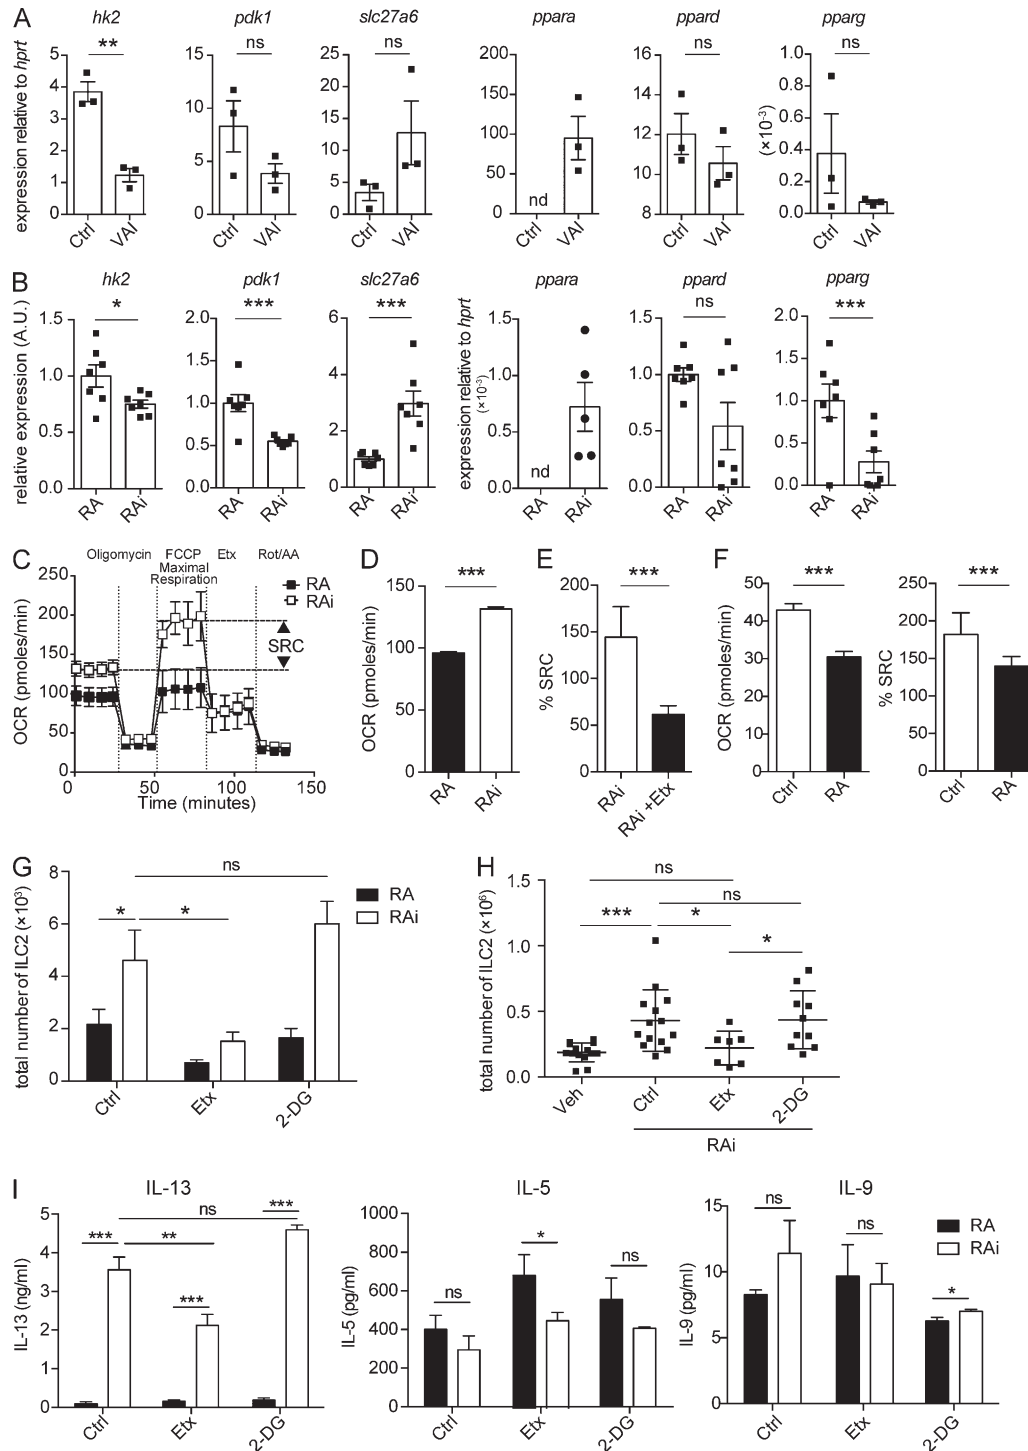 A
hk2
pdk1
slc27a6
ppara
ppard
pparg
expression relative to hprt
**
ns
ns
ns
ns
5
4
3
2
1
0
15
10
5
0
25
20
15
10
5
0
200
150
100
50
0
16
14
12
10
8
(×10⁻³)
1.0
0.8
0.6
0.4
0.2
0.0
nd
Ctrl
VAI
Ctrl
VAI
Ctrl
VAI
VAI
Ctrl
VAI
Ctrl
VAI
B
hk2
pdk1
slc27a6
ppara
ppard
pparg
relative expression (A.U.)
*
***
***
ns
***
1.5
1.0
0.5
0.0
2.0
1.5
1.0
0.5
0.0
6
4
2
0
expression relative to hprt
(×10⁻³)
1.5
1.0
0.5
0.0
1.5
1.0
0.5
0.0
2.0
1.5
1.0
0.5
0.0
nd
RA
RAi
RA
RAi
RA
RAi
RA
RAi
RA
RAi
RA
RAi
C
Oligomycin
FCCP
Maximal
Respiration
Etx
Rot/AA
RA
RAi
SRC
OCR (pmoles/min)
250
200
150
100
50
0
0
50
100
150
Time (minutes)
D
***
OCR (pmoles/min)
150
100
50
0
RA
RAi
E
***
% SRC
200
150
100
50
0
RAi
RAi +Etx
F
***
OCR (pmoles/min)
50
40
30
20
10
0
Ctrl
RA
***
% SRC
250
200
150
100
50
0
Ctrl
RA
G
total number of ILC2 (×10³)
8
6
4
2
0
ns
*
*
RA
RAi
Ctrl
Etx
2-DG
H
total number of ILC2 (×10⁶)
1.5
1.0
0.5
0.0
ns
ns
***
*
*
Veh
Ctrl
Etx
2-DG
RAi
I
IL-13
IL-13 (ng/ml)
5
4
3
2
1
0
ns
***
***
**
***
Ctrl
Etx
2-DG
IL-5
IL-5 (pg/ml)
1000
800
600
400
200
0
ns
*
ns
Ctrl
Etx
2-DG
IL-9
IL-9 (pg/ml)
15
10
5
0
ns
ns
*
RA
RAi
Ctrl
Etx
2-DG